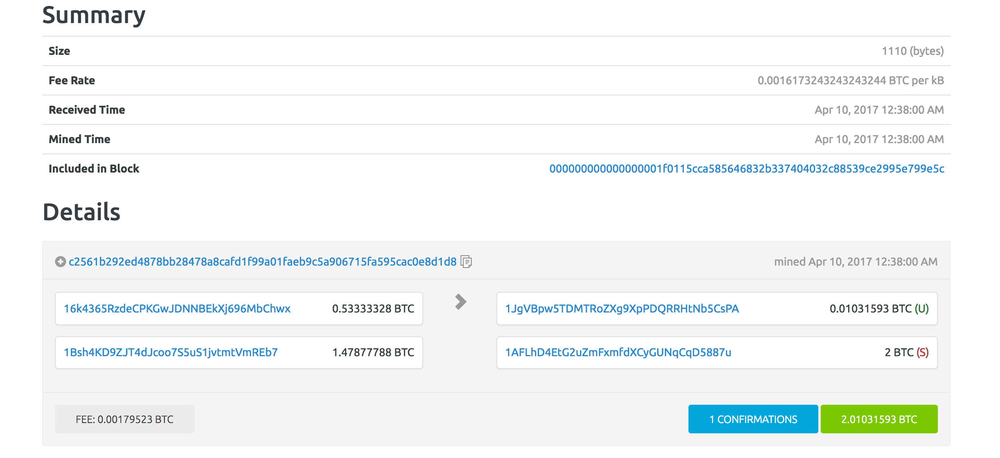 Summary
Size 1110 (bytes)
Fee Rate 0.0016173243243243244 BTC per kB
Received Time Apr 10, 2017 12:38:00 AM
Mined Time Apr 10, 2017 12:38:00 AM
Included in Block 000000000000000001f0115cca585646832b337404032c88539ce2995e799e5c
Details
c2561b292ed4878bb28478a8cafd1f99a01faeb9c5a906715fa595cac0e8d1d8 mined Apr 10, 2017 12:38:00 AM
16k4365RzdeCPKGwJDNNBEkXj696MbChwx 0.53333328 BTC 1JgVBpw5TDMTRoZXg9XpPDQRRHtNb5CsPA 0.01031593 BTC (U)
1Bsh4KD9ZJT4dJcoo7S5uS1jvtmtVmREb7 1.47877788 BTC 1AFLhD4EtG2uZmFxmfdXCyGUNqCqD5887u 2 BTC (S)
FEE: 0.00179523 BTC 1 CONFIRMATIONS 2.01031593 BTC